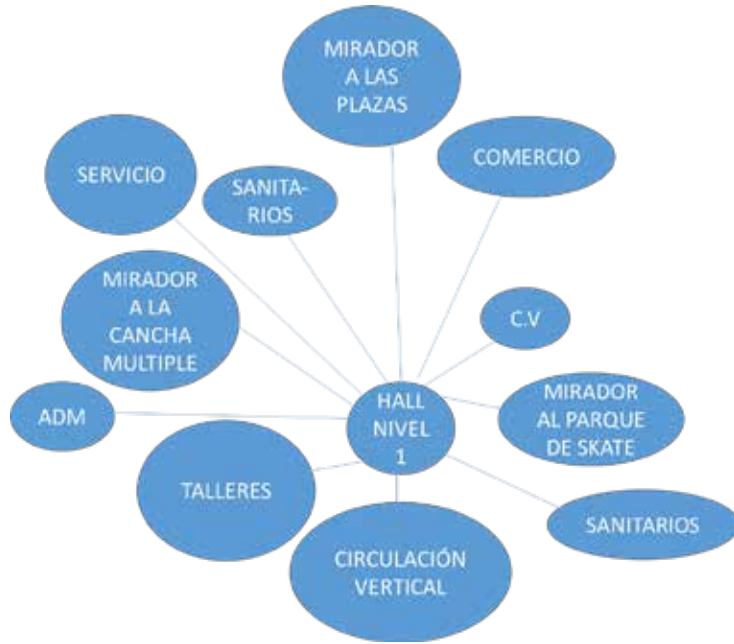 MIRADOR
A LAS
PLAZAS
COMERCIO
SERVICIO
SANITA-
RIOS
MIRADOR
A LA
CANCHA
MULTIPLE
C.V
ADM
HALL
NIVEL
1
MIRADOR
AL PARQUE
DE SKATE
TALLERES
SANITARIOS
CIRCULACIÓN
VERTICAL